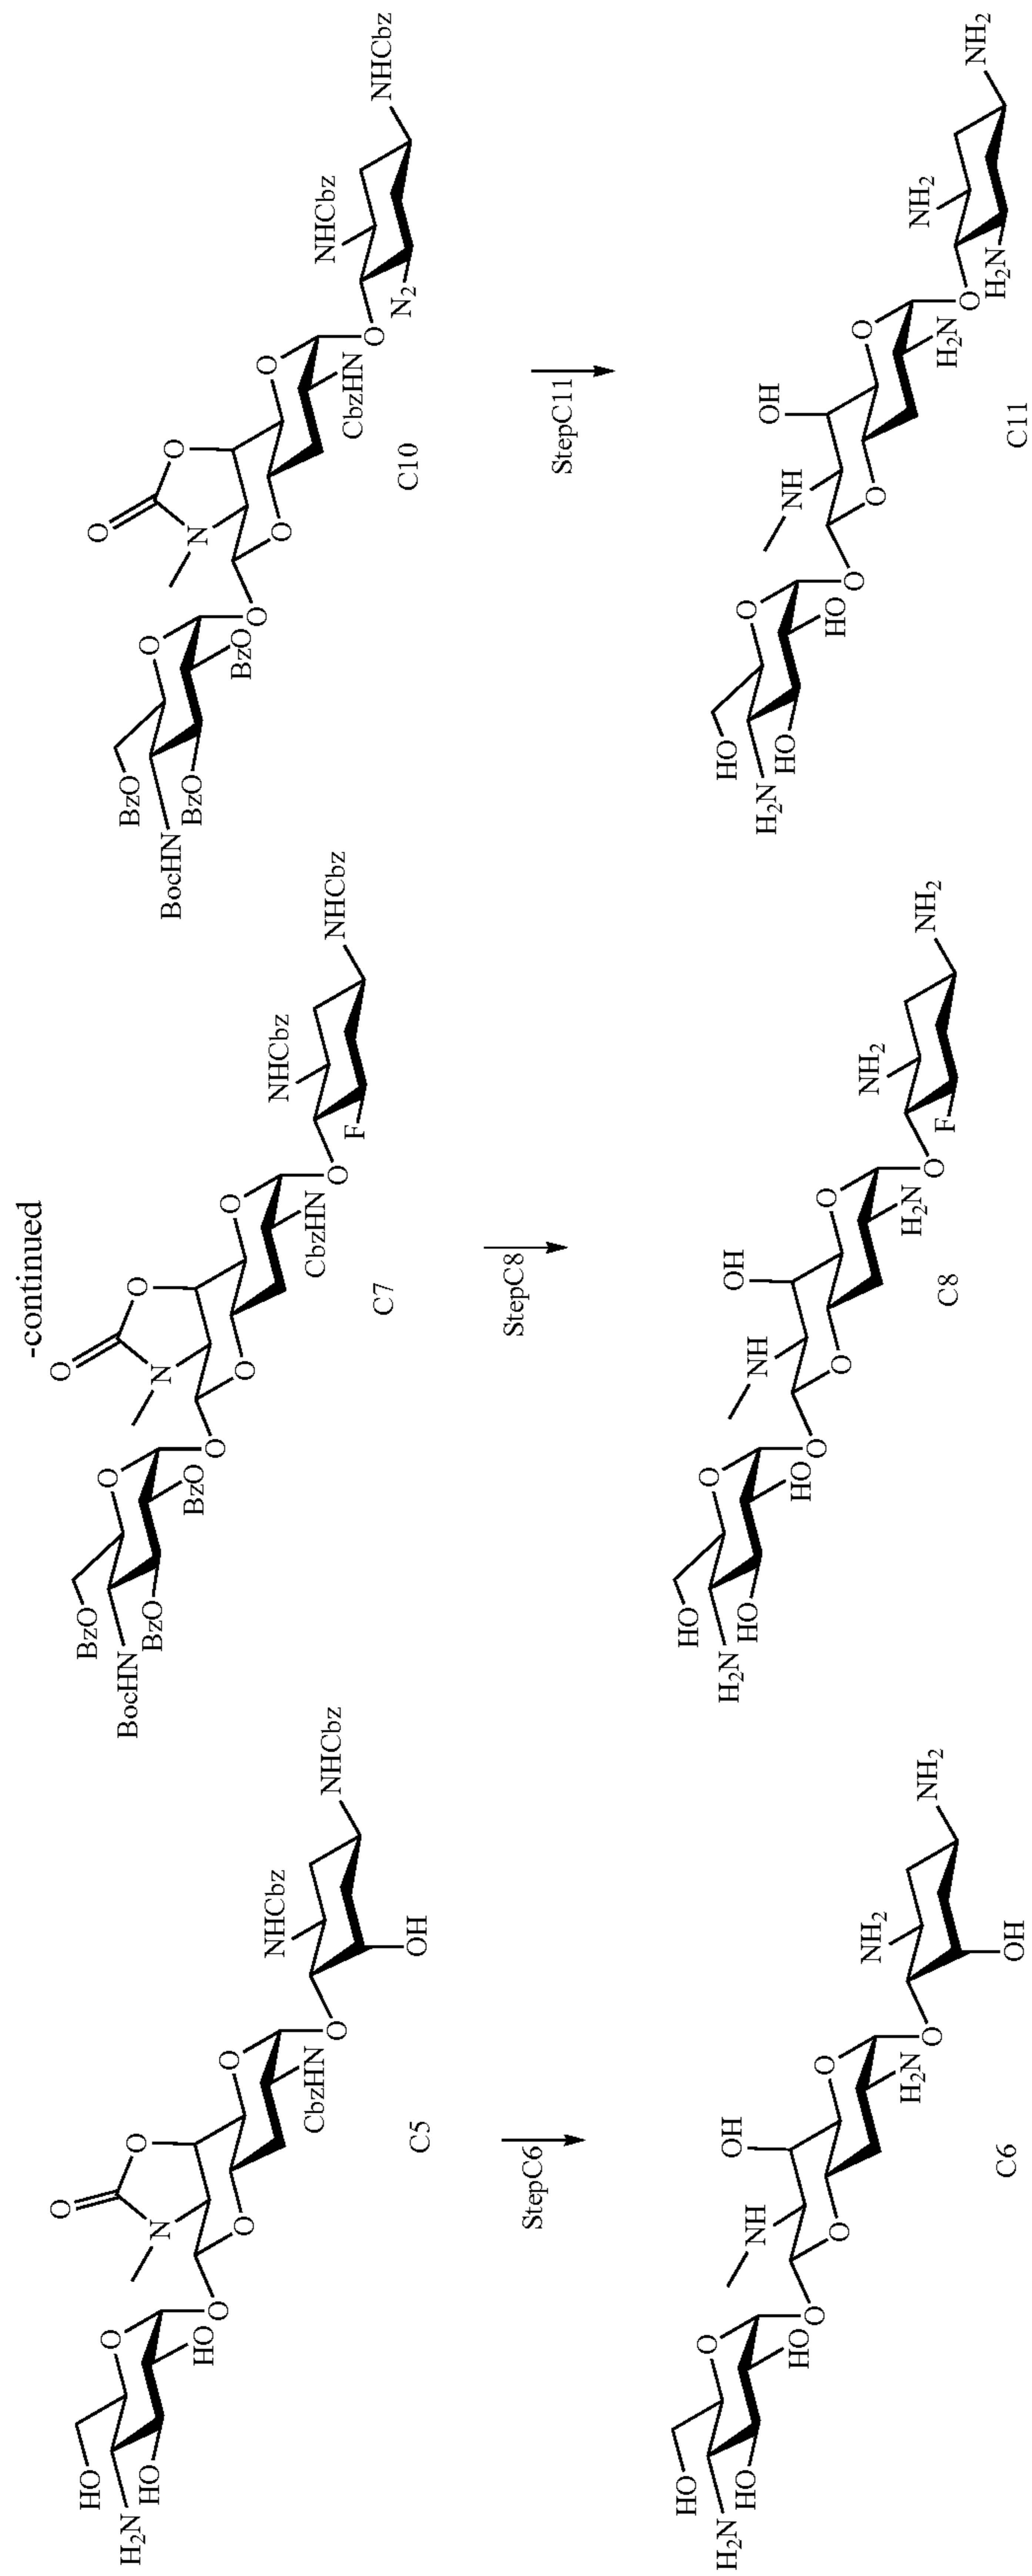 -continued
O
O
N
O
HO
HO
H₂N
HO
O
O
O
CbzHN
O
NHCbz
NHCbz
OH
C5
StepC6
OH
NH
O
HO
HO
H₂N
HO
O
O
O
H₂N
O
NH₂
NH₂
OH
C6
O
O
N
O
BzO
BzO
BocHN
BzO
O
O
O
CbzHN
O
NHCbz
NHCbz
F
C7
StepC8
OH
NH
O
HO
HO
H₂N
HO
O
O
O
H₂N
O
NH₂
NH₂
F
C8
O
O
N
O
BzO
BzO
BocHN
BzO
O
O
O
CbzHN
O
NHCbz
NHCbz
N₂
C10
StepC11
OH
NH
O
HO
HO
H₂N
HO
O
O
O
H₂N
O
NH₂
NH₂
H₂N
C11